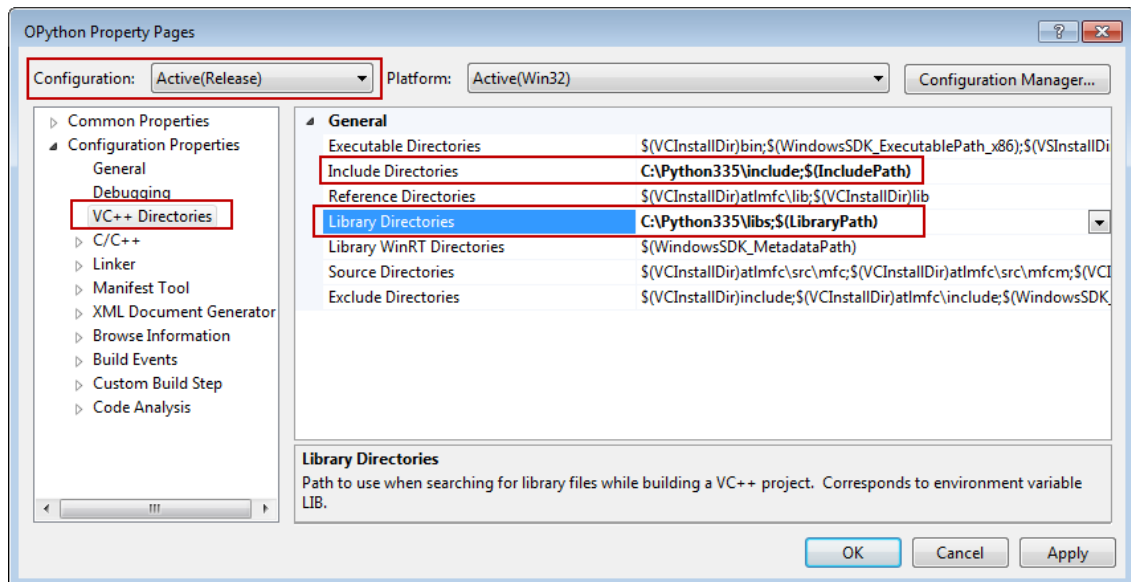 OPython Property Pages
Configuration: Active(Release) Platform: Active(Win32) Configuration Manager...
Common Properties
Configuration Properties
General
Debugging
VC++ Directories
C/C++
Linker
Manifest Tool
XML Document Generator
Browse Information
Build Events
Custom Build Step
Code Analysis
General
Executable Directories $(VCInstallDir)bin;$(WindowsSDK_ExecutablePath_x86);$(VSInstallDi
Include Directories C:\Python335\include;$(IncludePath)
Reference Directories $(VCInstallDir)atlmfc\lib;$(VCInstallDir)lib
Library Directories C:\Python335\libs;$(LibraryPath)
Library WinRT Directories $(WindowsSDK_MetadataPath)
Source Directories $(VCInstallDir)atlmfc\src\mfc;$(VCInstallDir)atlmfc\src\mfcm;$(VCI
Exclude Directories $(VCInstallDir)include;$(VCInstallDir)atlmfc\include;$(WindowsSDK_
Library Directories
Path to use when searching for library files while building a VC++ project. Corresponds to environment variable
LIB.
OK Cancel Apply